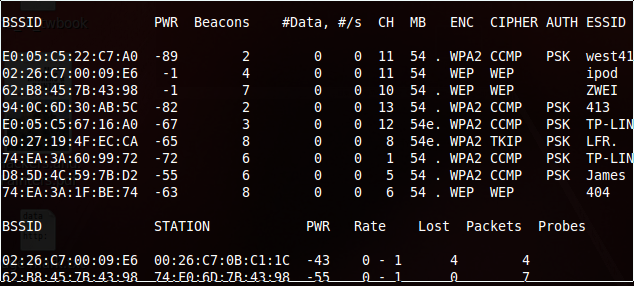 BSSID PWR Beacons #Data, #/s CH MB ENC CIPHER AUTH ESSID
E0:05:C5:22:C7:A0 -89 2 0 0 11 54 . WPA2 CCMP PSK west41
02:26:C7:00:09:E6 -1 4 0 0 11 54 WEP WEP ipod
62:B8:45:7B:43:98 -1 7 0 0 10 54 . WEP WEP ZWEI
94:0C:6D:30:AB:5C -82 2 0 0 13 54 . WPA2 CCMP PSK 413
E0:05:C5:67:16:A0 -67 3 0 0 12 54e. WPA2 CCMP PSK TP-LIN
00:27:19:4F:EC:CA -65 8 0 0 8 54e. WPA2 TKIP PSK LFR.
74:EA:3A:60:99:72 -72 6 0 0 1 54 . WPA2 CCMP PSK TP-LIN
D8:5D:4C:59:7B:D2 -55 6 0 0 5 54 . WPA2 CCMP PSK James
74:EA:3A:1F:BE:74 -63 8 0 0 6 54 . WEP WEP 404
BSSID STATION PWR Rate Lost Packets Probes
02:26:C7:00:09:E6 00:26:C7:0B:C1:1C -43 0 - 1 4 4
62:B8:45:7B:43:98 74:E0:6D:7B:43:98 -55 0 - 1 0 7